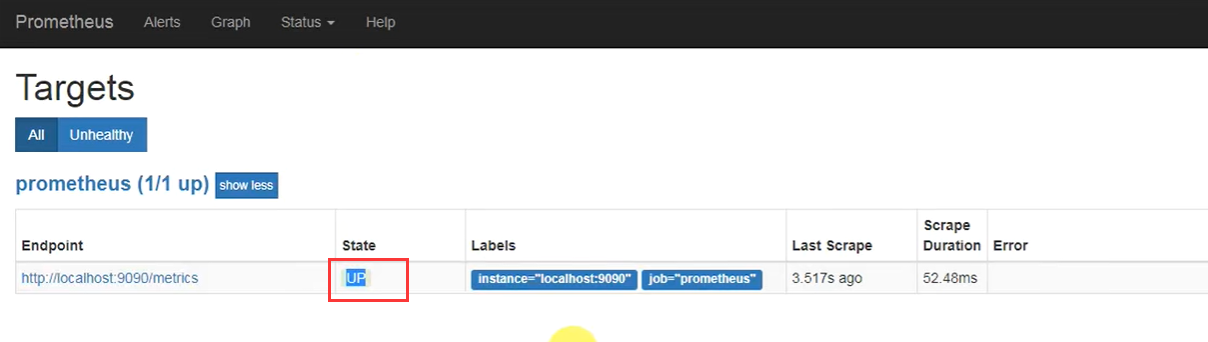 Prometheus Alerts Graph Status Help
Targets
All Unhealthy
prometheus (1/1 up) show less
Endpoint State Labels Last Scrape Scrape Duration Error
http://localhost:9090/metrics UP instance="localhost:9090" job="prometheus" 3.517s ago 52.48ms